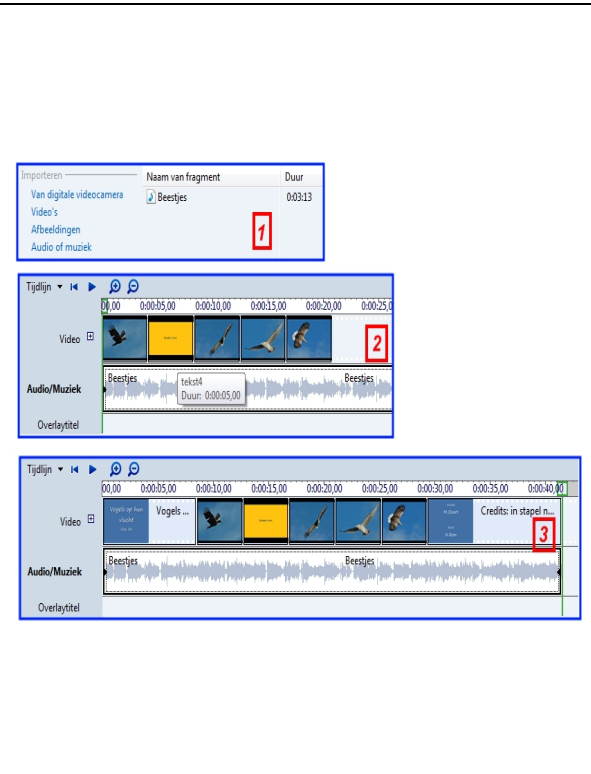 Importeren
Naam van fragment Duur
Van digitale videocamera
Beestjes 0:03:13
Video's
Afbeeldingen
Audio of muziek
1
Tijdlijn
00,00 0:00:05,00 0:00:10,00 0:00:15,00 0:00:20,00 0:00:25,0
Video
2
Audio/Muziek
Beestjes Beestjes
tekst4
Duur: 0:00:05,00
Overlaytitel
Tijdlijn
00,00 0:00:05,00 0:00:10,00 0:00:15,00 0:00:20,00 0:00:25,00 0:00:30,00 0:00:35,00 0:00:40,00
Video
Vogels op hun
vlucht
Vogels ...
Credits: in stapel n...
3
Audio/Muziek
Beestjes Beestjes
Overlaytitel